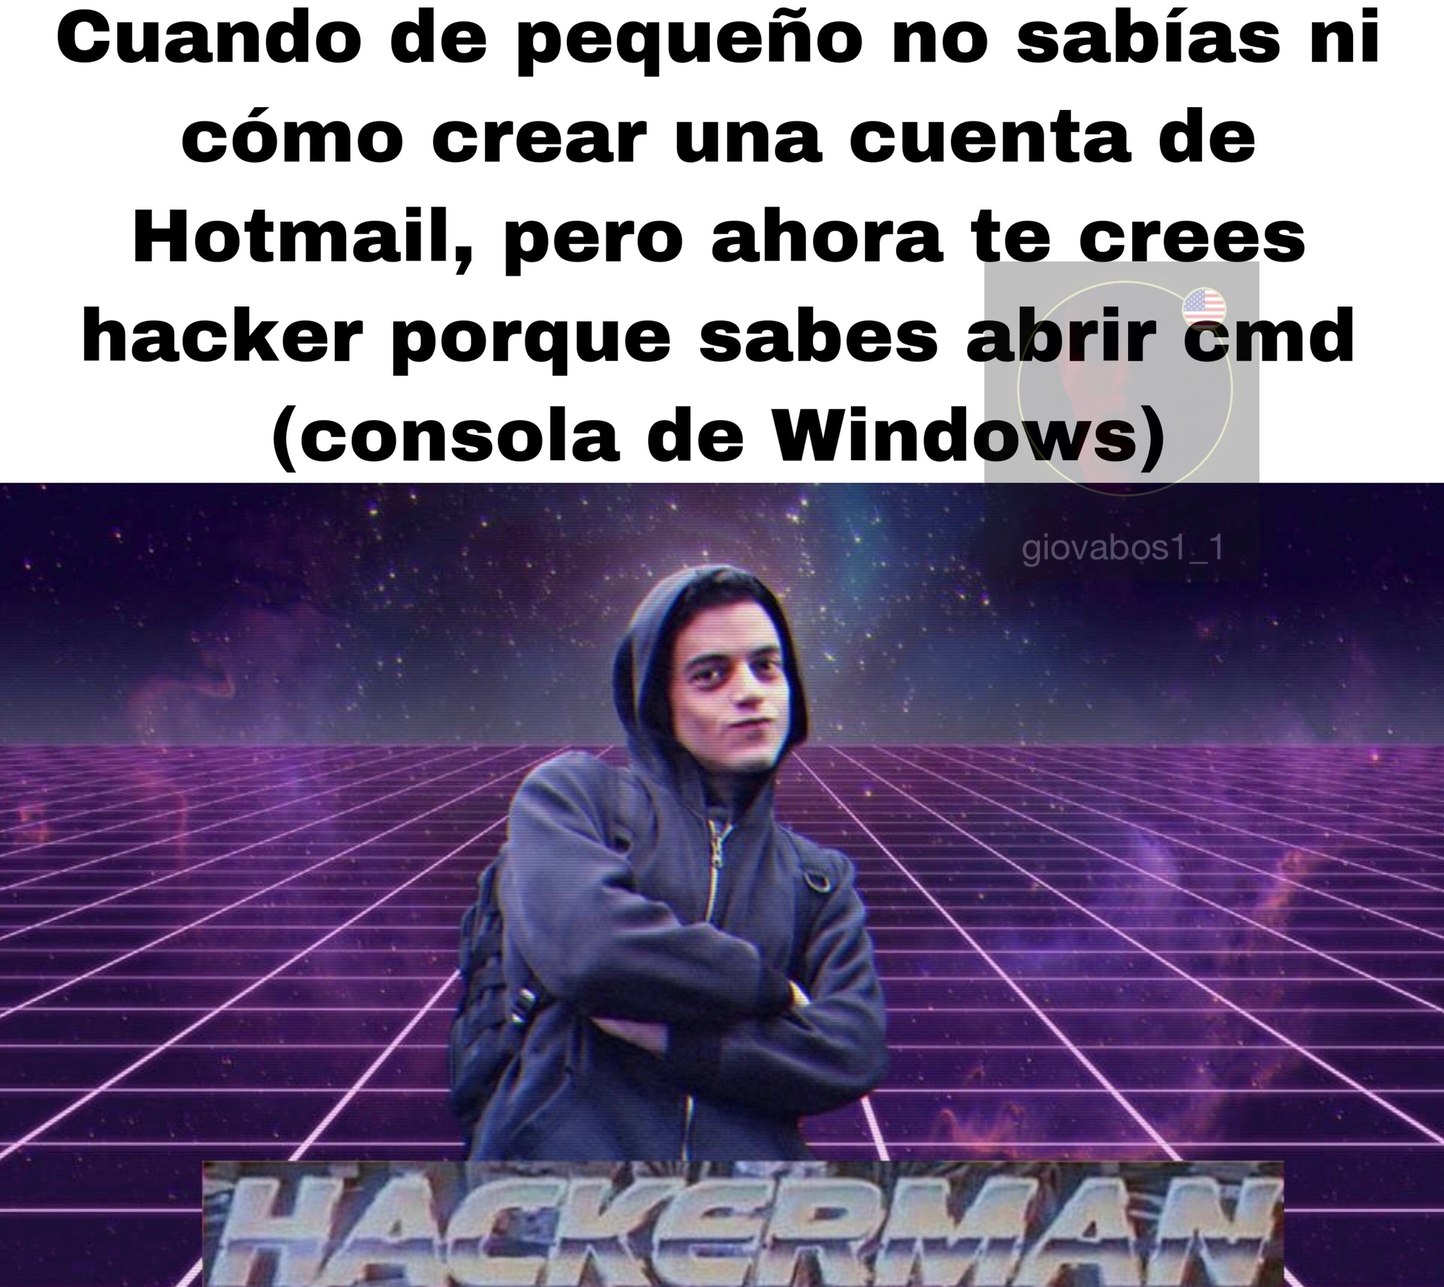 Cuando de pequeño no sabías ni
cómo crear una cuenta de
Hotmail, pero ahora te crees
hacker porque sabes abrir cmd
(consola de Windows)
giovabos1_1
HACKERMAN